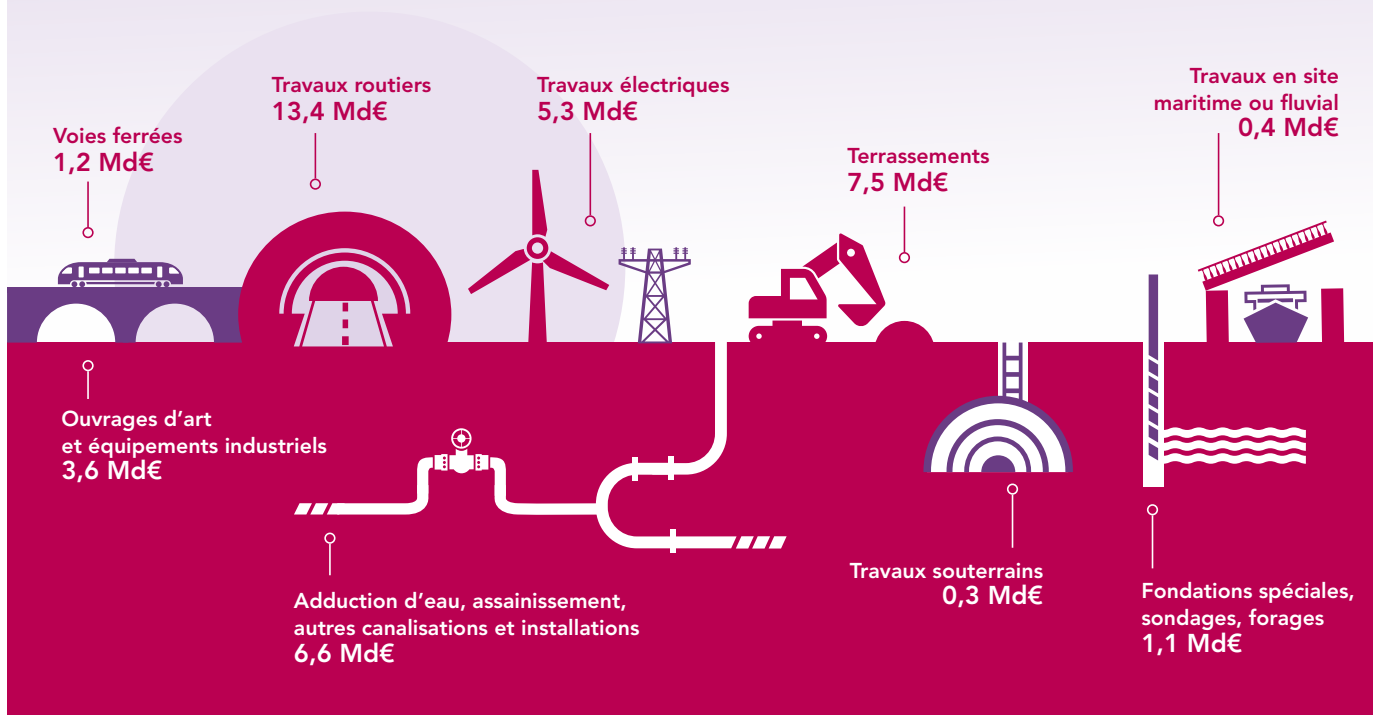 Voies ferrées
1,2 Md€
Travaux routiers
13,4 Md€
Travaux électriques
5,3 Md€
Terrassements
7,5 Md€
Travaux en site
maritime ou fluvial
0,4 Md€
Ouvrages d’art
et équipements industriels
3,6 Md€
Adduction d’eau, assainissement,
autres canalisations et installations
6,6 Md€
Travaux souterrains
0,3 Md€
Fondations spéciales,
sondages, forages
1,1 Md€